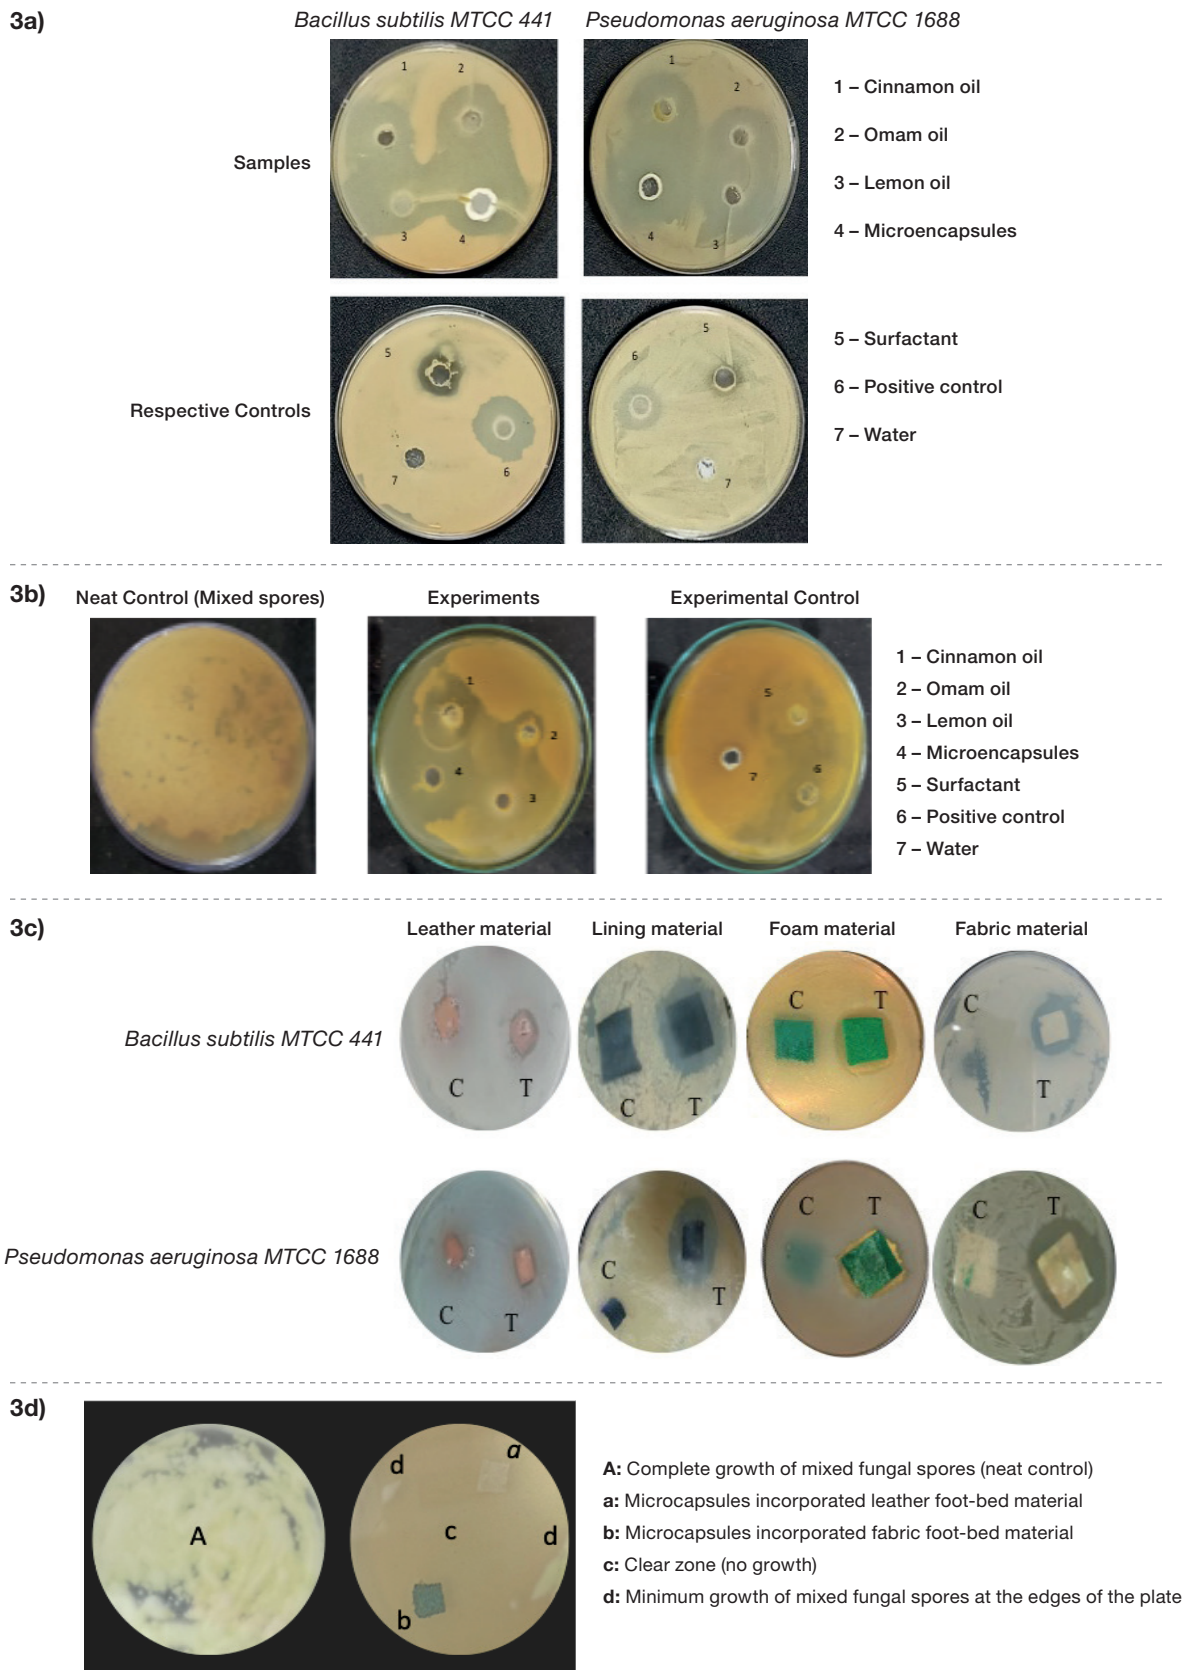 3a)
Bacillus subtilis MTCC 441
Pseudomonas aeruginosa MTCC 1688
Samples
1
2
3
4
1
2
4
3
1 – Cinnamon oil
2 – Omam oil
3 – Lemon oil
4 – Microencapsules
Respective Controls
5
6
7
5
6
7
5 – Surfactant
6 – Positive control
7 – Water
3b)
Neat Control (Mixed spores)
Experiments
Experimental Control
1
2
4
3
5
7
6
1 – Cinnamon oil
2 – Omam oil
3 – Lemon oil
4 – Microencapsules
5 – Surfactant
6 – Positive control
7 – Water
3c)
Leather material
Lining material
Foam material
Fabric material
Bacillus subtilis MTCC 441
C T
C T
C T
C
T
Pseudomonas aeruginosa MTCC 1688
C T
C
T
C T
C T
3d)
A
d
a
c
d
b
A: Complete growth of mixed fungal spores (neat control)
a: Microcapsules incorporated leather foot-bed material
b: Microcapsules incorporated fabric foot-bed material
c: Clear zone (no growth)
d: Minimum growth of mixed fungal spores at the edges of the plate